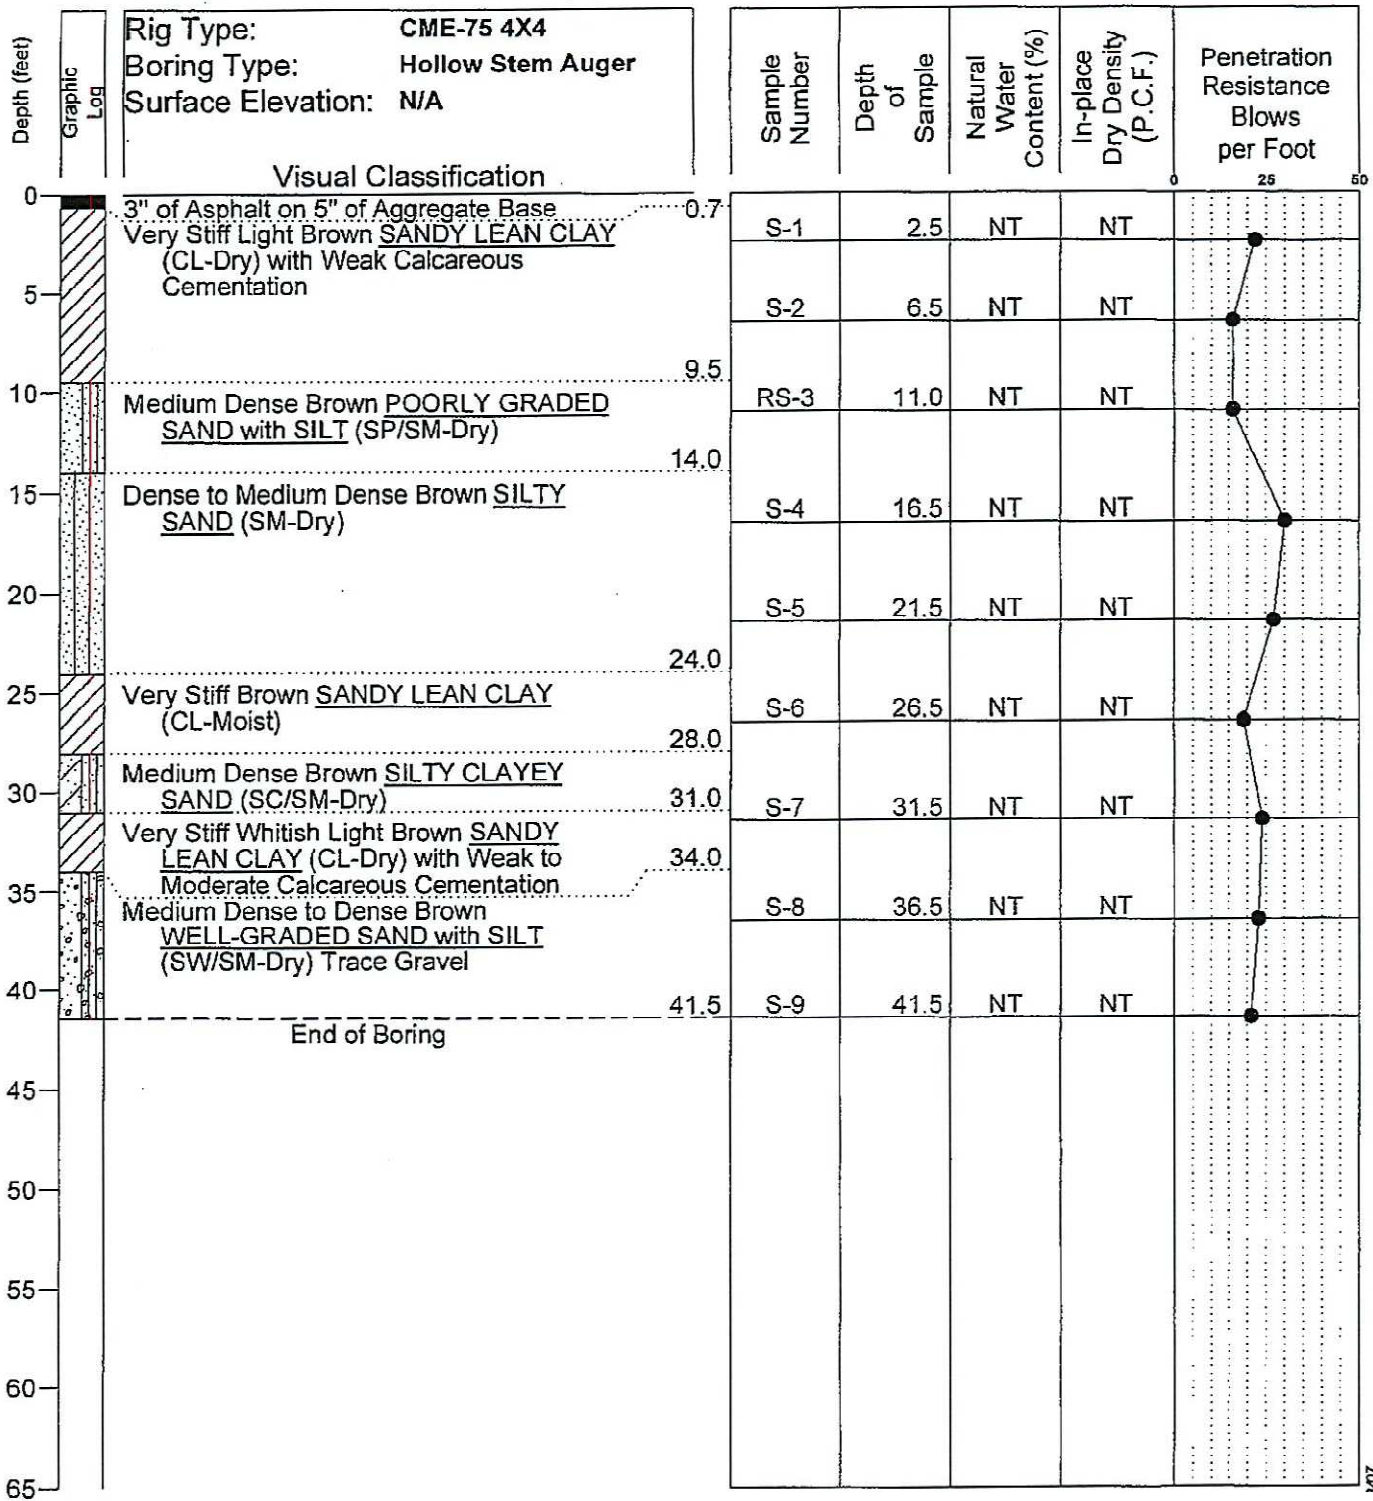 Depth (feet)
Graphic
Log
Rig Type: CME-75 4X4
Boring Type: Hollow Stem Auger
Surface Elevation: N/A
Visual Classification
Sample
Number
Depth
of
Sample
Natural
Water
Content (%)
In-place
Dry Density
(P.C.F.)
Penetration
Resistance
Blows
per Foot
0 25 50
0
3" of Asphalt on 5" of Aggregate Base 0.7
Very Stiff Light Brown SANDY LEAN CLAY
(CL-Dry) with Weak Calcareous
Cementation
S-1 2.5 NT NT
5
S-2 6.5 NT NT
9.5
10
Medium Dense Brown POORLY GRADED
SAND with SILT (SP/SM-Dry)
RS-3 11.0 NT NT
14.0
15
Dense to Medium Dense Brown SILTY
SAND (SM-Dry)
S-4 16.5 NT NT
20
S-5 21.5 NT NT
24.0
25
Very Stiff Brown SANDY LEAN CLAY
(CL-Moist)
S-6 26.5 NT NT
28.0
Medium Dense Brown SILTY CLAYEY
SAND (SC/SM-Dry)
30
31.0
S-7 31.5 NT NT
Very Stiff Whitish Light Brown SANDY
LEAN CLAY (CL-Dry) with Weak to
Moderate Calcareous Cementation
34.0
35
Medium Dense to Dense Brown
WELL-GRADED SAND with SILT
(SW/SM-Dry) Trace Gravel
S-8 36.5 NT NT
40
41.5
S-9 41.5 NT NT
End of Boring
45
50
55
60
65